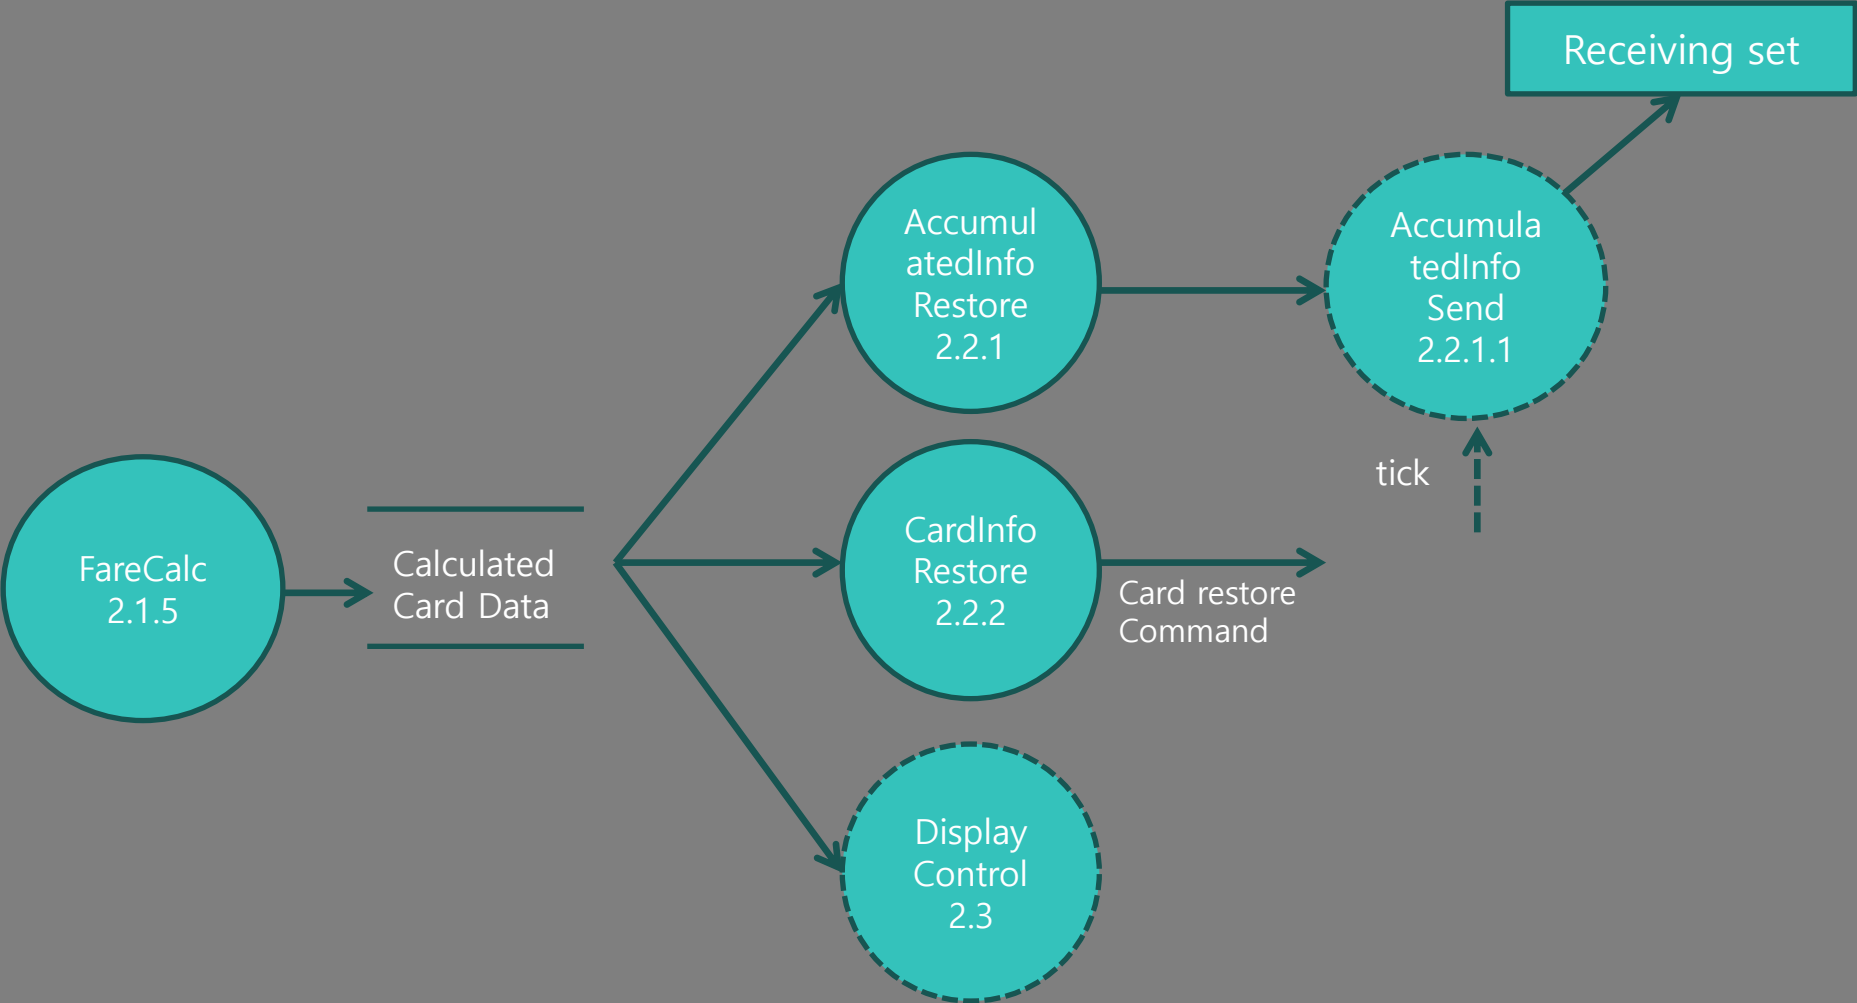 Receiving set
Accumul
atedInfo
Restore
2.2.1
Accumula
tedInfo
Send
2.2.1.1
tick
FareCalc
2.1.5
Calculated
Card Data
CardInfo
Restore
2.2.2
Card restore
Command
Display
Control
2.3